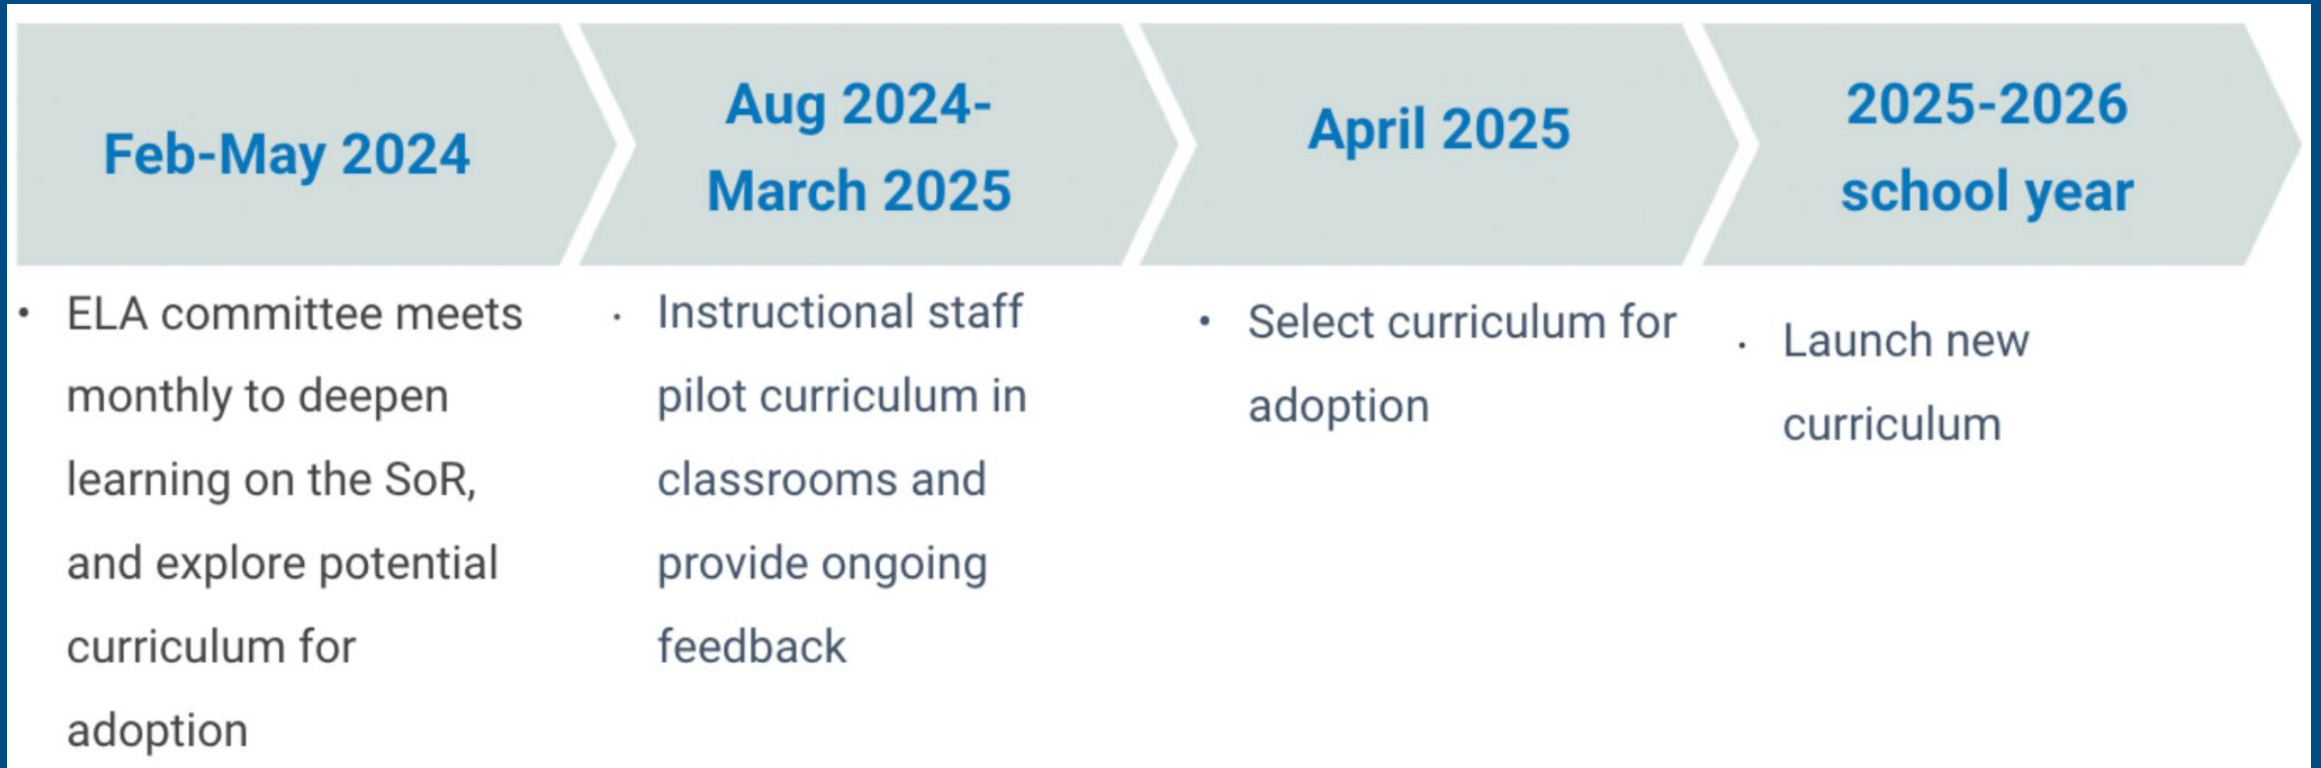 Feb-May 2024
• ELA committee meets
monthly to deepen
learning on the SoR,
and explore potential
curriculum for
adoption
Aug 2024-
March 2025
• Instructional staff
pilot curriculum in
classrooms and
provide ongoing
feedback
April 2025
• Select curriculum for
adoption
2025-2026
school year
• Launch new
curriculum